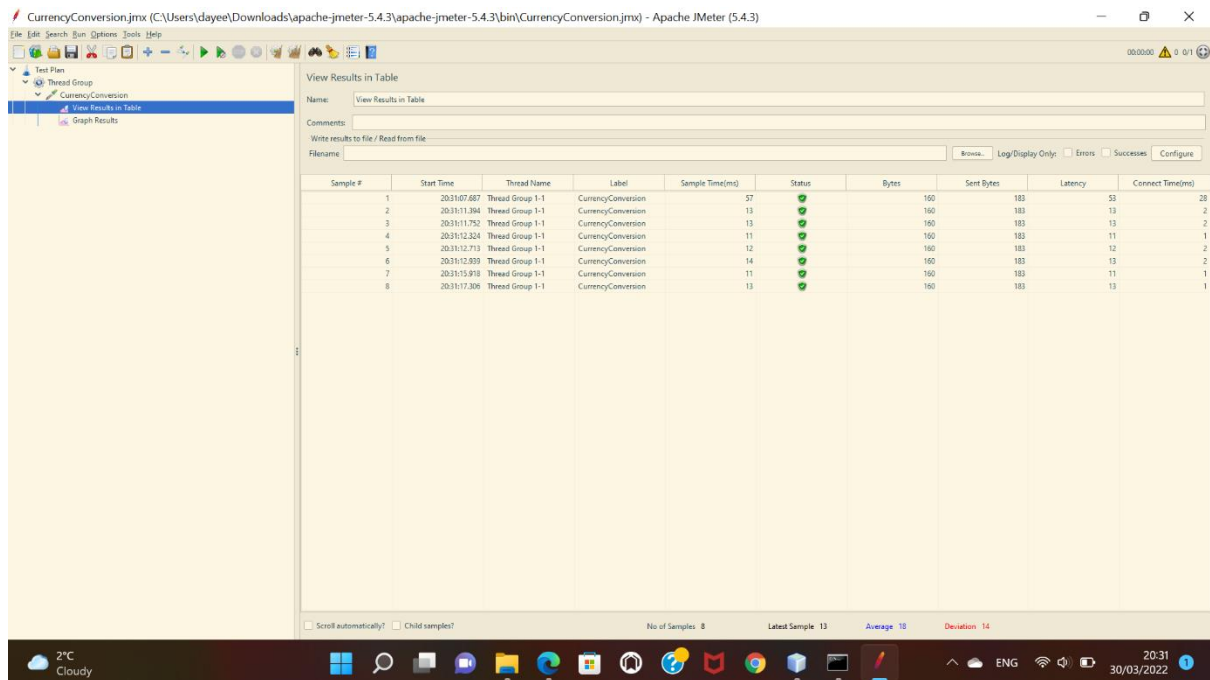 CurrencyConversion.jmx (C:\Users\dayee\Downloads\apache-jmeter-5.4.3\apache-jmeter-5.4.3\bin\CurrencyConversion.jmx) - Apache JMeter (5.4.3)
File Edit Search Run Options Tools Help
00:00:00 0 0/1
Test Plan
Thread Group
CurrencyConversion
View Results in Table
Graph Results
View Results in Table
Name: View Results in Table
Comments:
Write results to file / Read from file
Filename Browse... Log/Display Only: Errors Successes Configure
Sample # Start Time Thread Name Label Sample Time(ms) Status Bytes Sent Bytes Latency Connect Time(ms)
1 20:31:07.687 Thread Group 1-1 CurrencyConversion 57 160 183 53 28
2 20:31:11.394 Thread Group 1-1 CurrencyConversion 13 160 183 13 2
3 20:31:11.752 Thread Group 1-1 CurrencyConversion 13 160 183 13 2
4 20:31:12.324 Thread Group 1-1 CurrencyConversion 11 160 183 11 1
5 20:31:12.713 Thread Group 1-1 CurrencyConversion 12 160 183 12 2
6 20:31:12.939 Thread Group 1-1 CurrencyConversion 14 160 183 13 2
7 20:31:15.918 Thread Group 1-1 CurrencyConversion 11 160 183 11 1
8 20:31:17.306 Thread Group 1-1 CurrencyConversion 13 160 183 13 1
Scroll automatically? Child samples? No of Samples 8 Latest Sample 13 Average 18 Deviation 14
2°C
Cloudy
ENG
20:31
30/03/2022
1